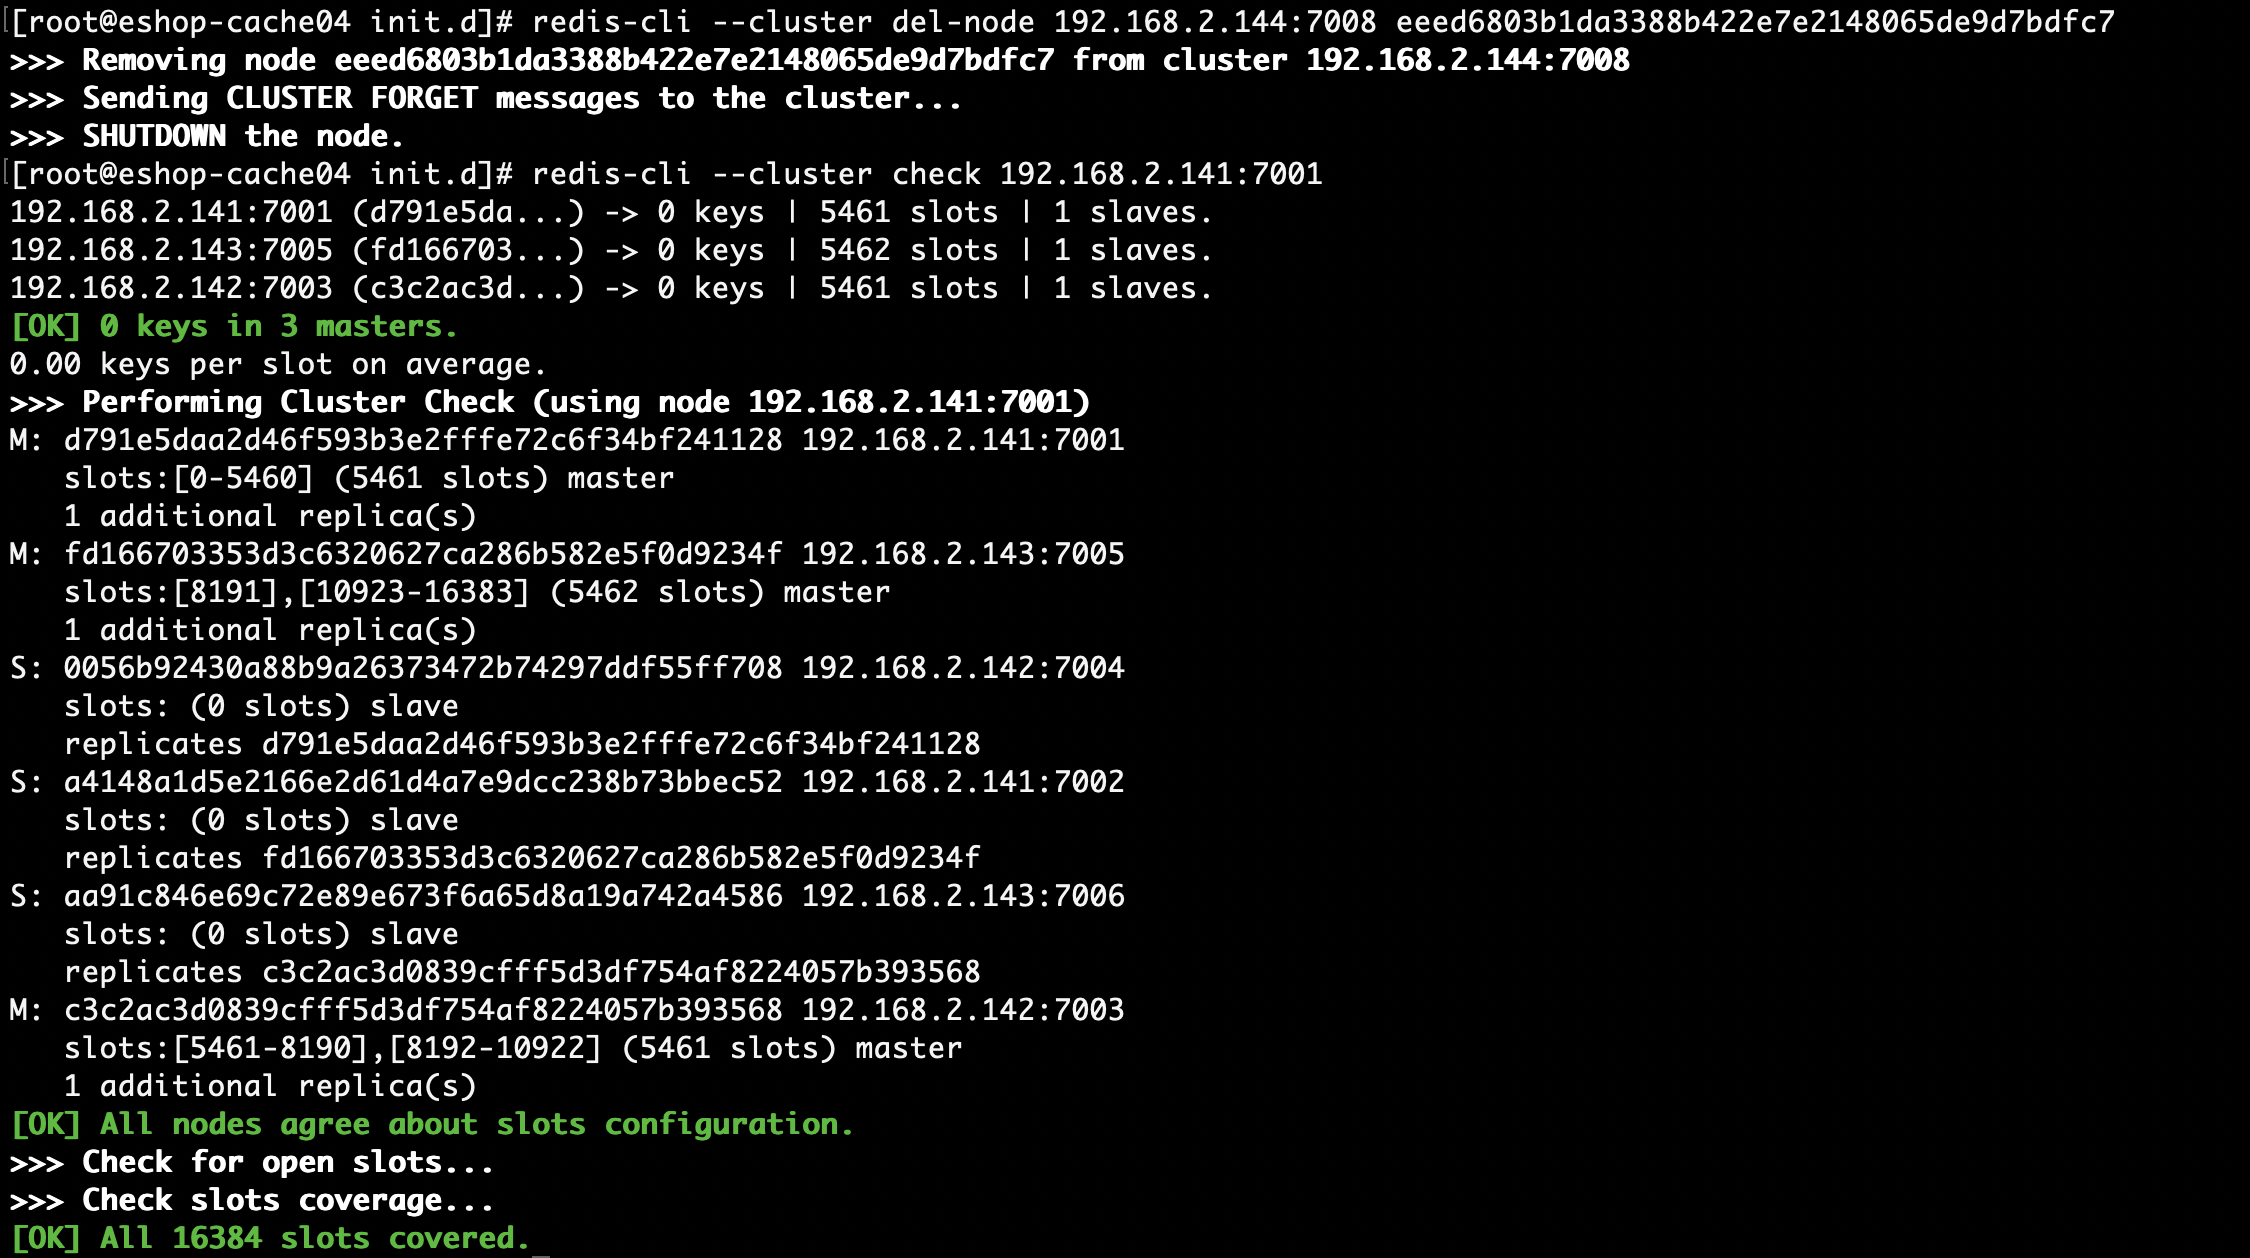 [root@eshop-cache04 init.d]# redis-cli --cluster del-node 192.168.2.144:7008 eeed6803b1da3388b422e7e2148065de9d7bdfc7
>>> Removing node eeed6803b1da3388b422e7e2148065de9d7bdfc7 from cluster 192.168.2.144:7008
>>> Sending CLUSTER FORGET messages to the cluster...
>>> SHUTDOWN the node.
[root@eshop-cache04 init.d]# redis-cli --cluster check 192.168.2.141:7001
192.168.2.141:7001 (d791e5da...) -> 0 keys | 5461 slots | 1 slaves.
192.168.2.143:7005 (fd166703...) -> 0 keys | 5462 slots | 1 slaves.
192.168.2.142:7003 (c3c2ac3d...) -> 0 keys | 5461 slots | 1 slaves.
[OK] 0 keys in 3 masters.
0.00 keys per slot on average.
>>> Performing Cluster Check (using node 192.168.2.141:7001)
M: d791e5daa2d46f593b3e2fffe72c6f34bf241128 192.168.2.141:7001
   slots:[0-5460] (5461 slots) master
   1 additional replica(s)
M: fd166703353d3c6320627ca286b582e5f0d9234f 192.168.2.143:7005
   slots:[8191],[10923-16383] (5462 slots) master
   1 additional replica(s)
S: 0056b92430a88b9a26373472b74297ddf55ff708 192.168.2.142:7004
   slots: (0 slots) slave
   replicates d791e5daa2d46f593b3e2fffe72c6f34bf241128
S: a4148a1d5e2166e2d61d4a7e9dcc238b73bbec52 192.168.2.141:7002
   slots: (0 slots) slave
   replicates fd166703353d3c6320627ca286b582e5f0d9234f
S: aa91c846e69c72e89e673f6a65d8a19a742a4586 192.168.2.143:7006
   slots: (0 slots) slave
   replicates c3c2ac3d0839cfff5d3df754af8224057b393568
M: c3c2ac3d0839cfff5d3df754af8224057b393568 192.168.2.142:7003
   slots:[5461-8190],[8192-10922] (5461 slots) master
   1 additional replica(s)
[OK] All nodes agree about slots configuration.
>>> Check for open slots...
>>> Check slots coverage...
[OK] All 16384 slots covered.